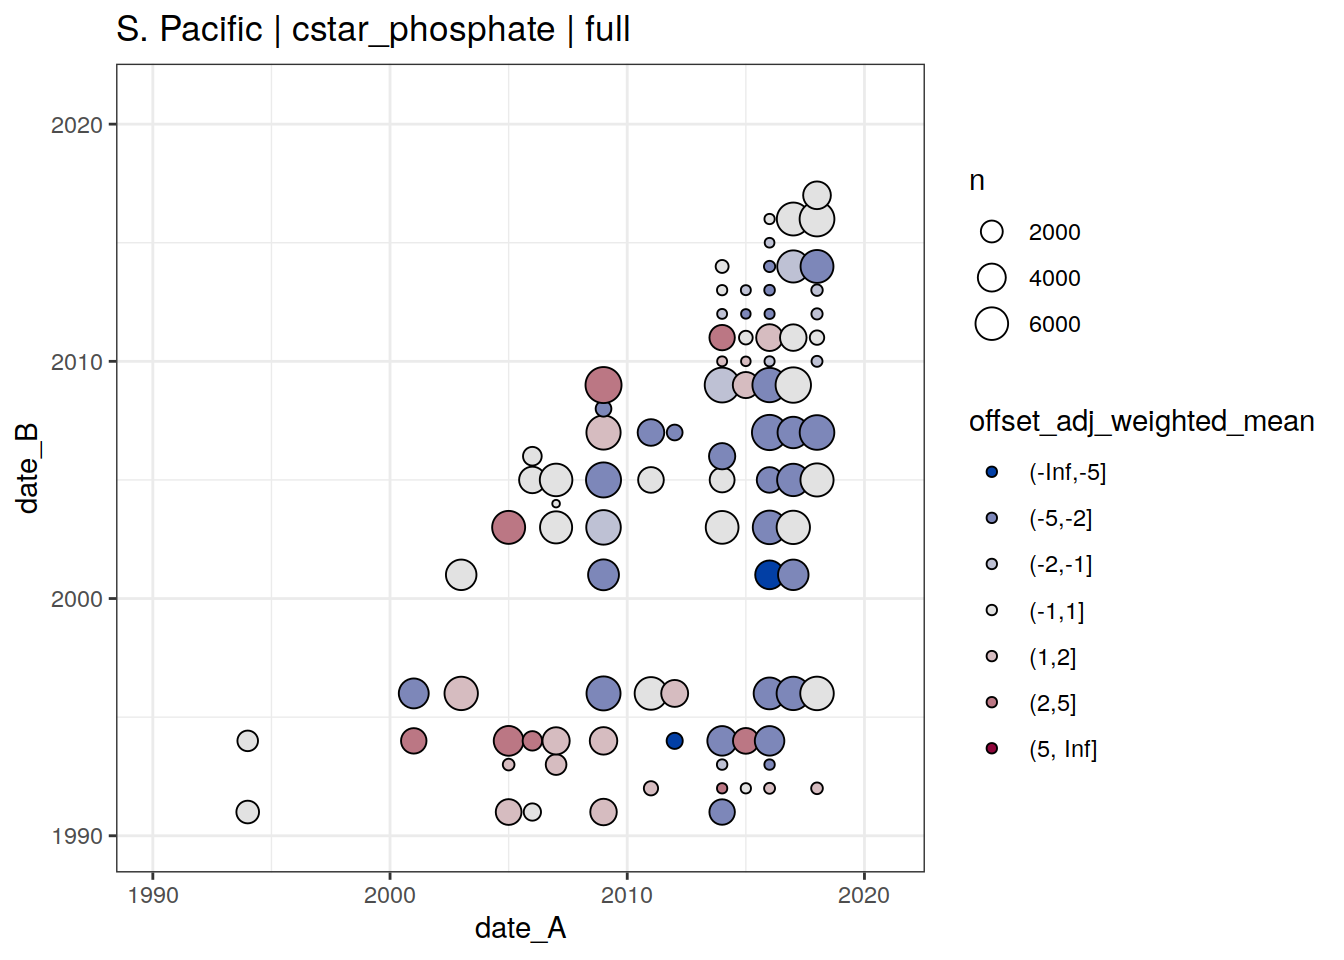 S. Pacific | cstar_phosphate | full
2020
2010
2000
1990
date_B
1990
2000
2010
2020
date_A
n
2000
4000
6000
offset_adj_weighted_mean
(-Inf,-5]
(-5,-2]
(-2,-1]
(-1,1]
(1,2]
(2,5]
(5, Inf]